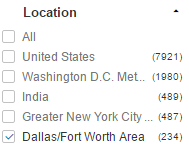 Location
All
United States (7921)
Washington D.C. Met... (1980)
India (489)
Greater New York City ... (487)
Dallas/Fort Worth Area (234)